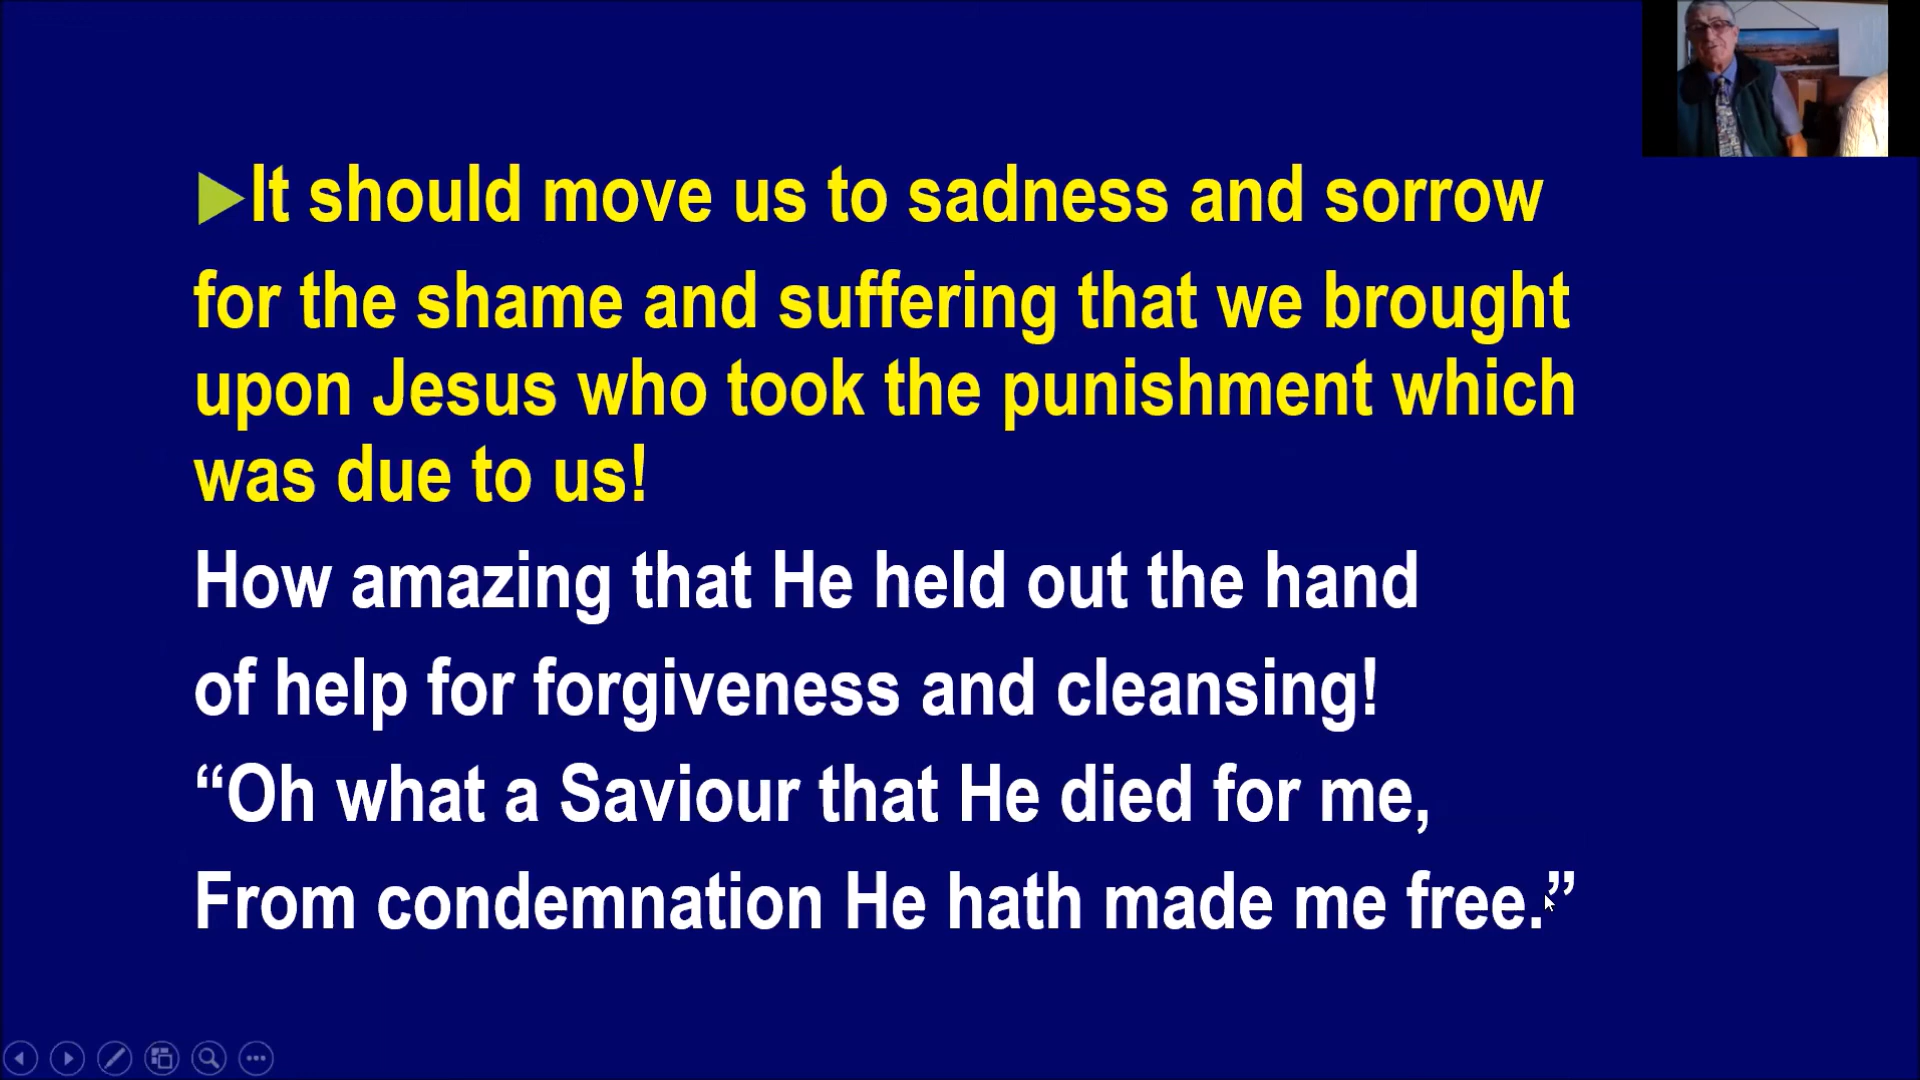 It should move us to sadness and sorrow
for the shame and suffering that we brought
upon Jesus who took the punishment which
was due to us!
How amazing that He held out the hand
of help for forgiveness and cleansing!
“Oh what a Saviour that He died for me,
From condemnation He hath made me free.”